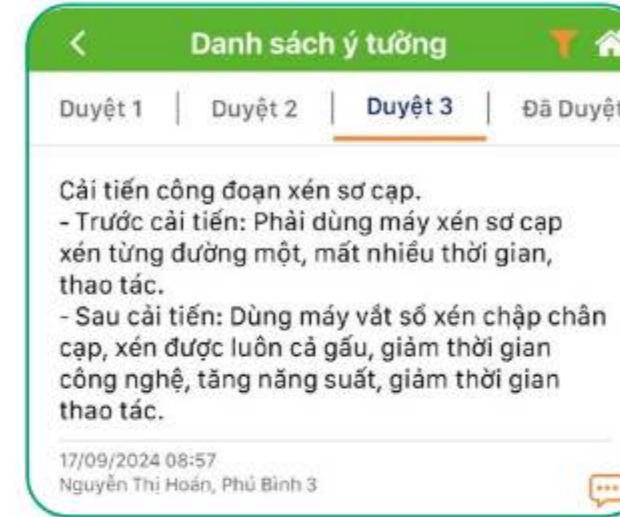 Danh sách ý tưởng
Duyệt 1 | Duyệt 2 | Duyệt 3 | Đã Duyệt
Cải tiến công đoạn xén sơ cạp.
- Trước cải tiến: Phải dùng máy xén sơ cạp
xén từng đường một, mất nhiều thời gian,
thao tác.
- Sau cải tiến: Dùng máy vắt sổ xén chập chân
cạp, xén được luôn cả gấu, giảm thời gian
công nghệ, tăng năng suất, giảm thời gian
thao tác.
17/09/2024 08:57
Nguyễn Thị Hoán, Phú Bình 3